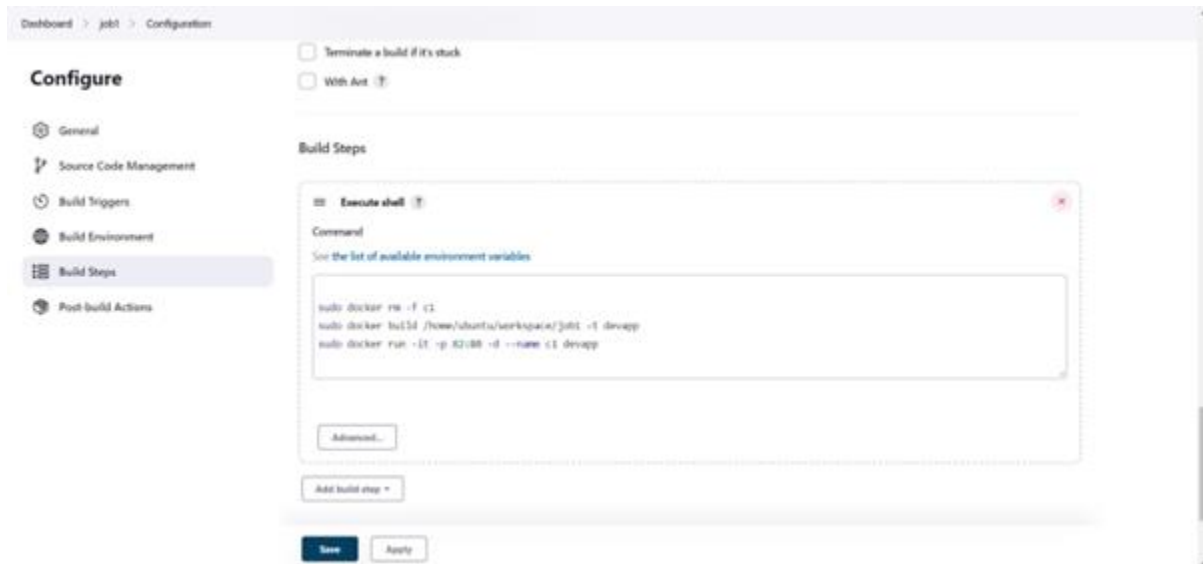 Dashboard > job1 > Configuration
Terminate a build if it's stuck
With Ant ?
Configure
General
Source Code Management
Build Triggers
Build Environment
Build Steps
Post-build Actions
Build Steps
Execute shell ?
Command
See the list of available environment variables
sudo docker rm -f c1
sudo docker build /home/ubuntu/workspace/job1 -t devapp
sudo docker run -it -p 82:80 -d --name c1 devapp
Advanced...
Add build step
Save
Apply